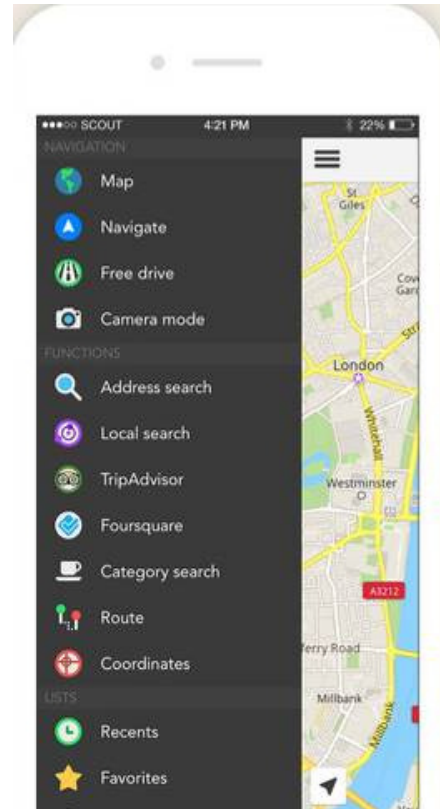 SCOUT 4:21 PM 22%
NAVIGATION
Map
Navigate
Free drive
Camera mode
FUNCTIONS
Address search
Local search
TripAdvisor
Foursquare
Category search
Route
Coordinates
LISTS
Recents
Favorites
St
Giles
London
Whitehall
Westminster
A3212
Road
Millbank
Millbank